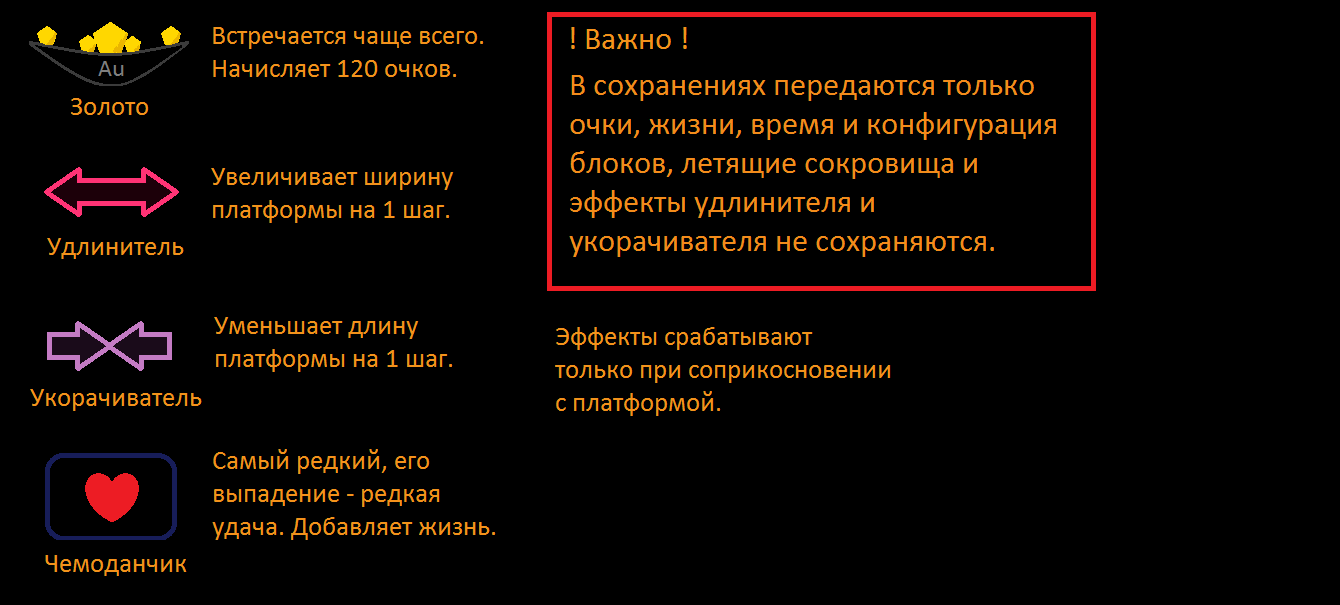 Au
Золото
Встречается чаще всего.
Начисляет 120 очков.
Удлинитель
Увеличивает ширину
платформы на 1 шаг.
Укорачиватель
Уменьшает длину
платформы на 1 шаг.
Чемоданчик
Самый редкий, его
выпадение - редкая
удача. Добавляет жизнь.
! Важно !
В сохранениях передаются только
очки, жизни, время и конфигурация
блоков, летящие сокровища и
эффекты удлинителя и
укорачивателя не сохраняются.
Эффекты срабатывают
только при соприкосновении
с платформой.